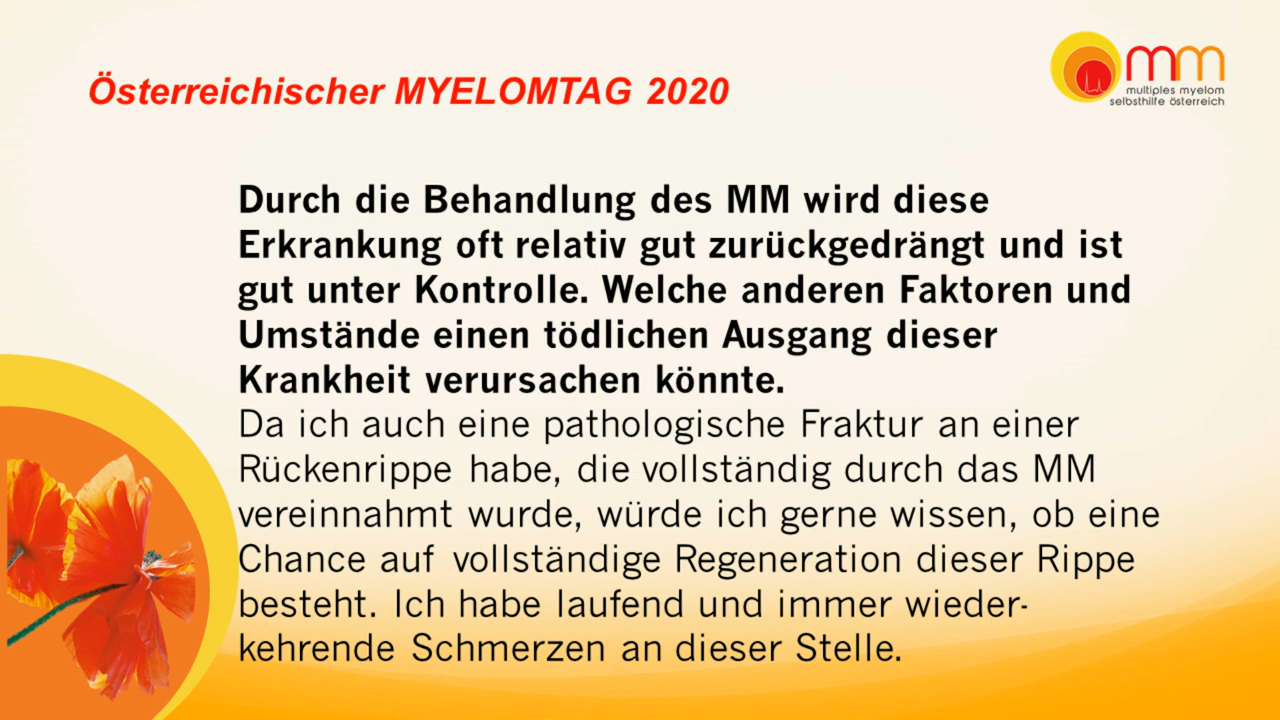 Österreichischer MYELOMTAG 2020
mm
multiples myelom
selbsthilfe österreich
Durch die Behandlung des MM wird diese
Erkrankung oft relativ gut zurückgedrängt und ist
gut unter Kontrolle. Welche anderen Faktoren und
Umstände einen tödlichen Ausgang dieser
Krankheit verursachen könnte.
Da ich auch eine pathologische Fraktur an einer
Rückenrippe habe, die vollständig durch das MM
vereinnahmt wurde, würde ich gerne wissen, ob eine
Chance auf vollständige Regeneration dieser Rippe
besteht. Ich habe laufend und immer wieder-
kehrende Schmerzen an dieser Stelle.